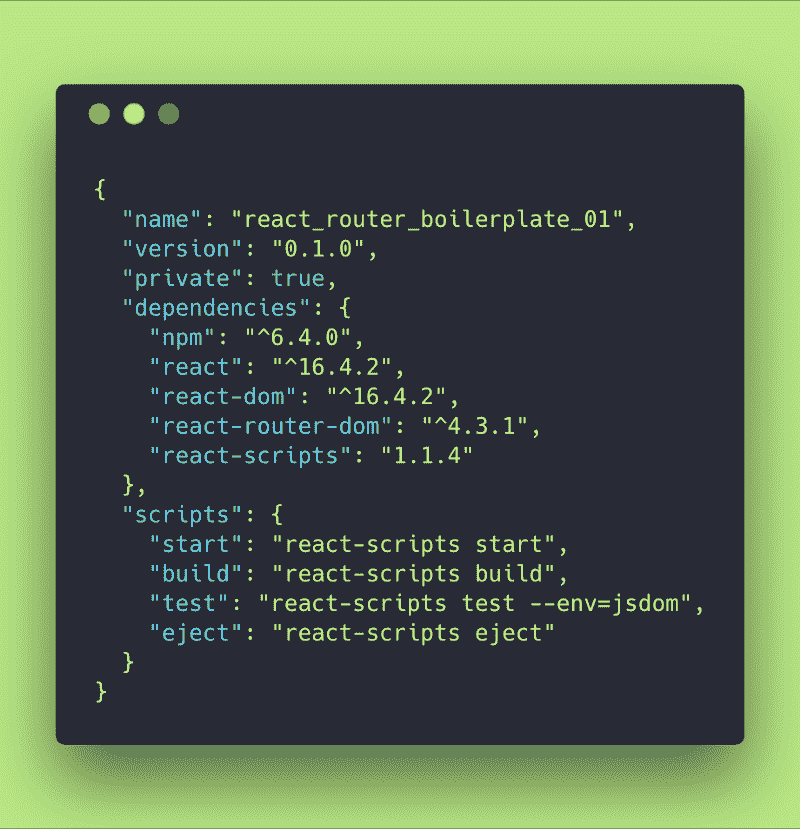 {
  "name": "react_router_boilerplate_01",
  "version": "0.1.0",
  "private": true,
  "dependencies": {
    "npm": "^6.4.0",
    "react": "^16.4.2",
    "react-dom": "^16.4.2",
    "react-router-dom": "^4.3.1",
    "react-scripts": "1.1.4"
  },
  "scripts": {
    "start": "react-scripts start",
    "build": "react-scripts build",
    "test": "react-scripts test --env=jsdom",
    "eject": "react-scripts eject"
  }
}